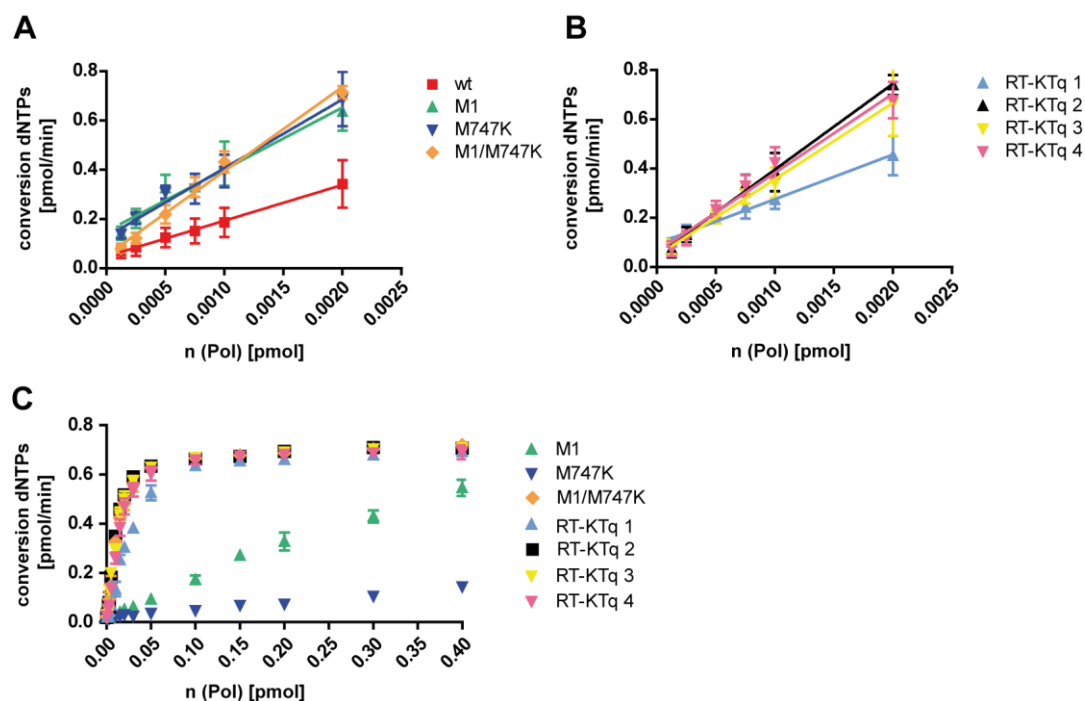 A
conversion dNTPs
[pmol/min]
0.8
0.6
0.4
0.2
0.0
0.0000
0.0005
0.0010
0.0015
0.0020
0.0025
n (Pol) [pmol]
wt
M1
M747K
M1/M747K
B
conversion dNTPs
[pmol/min]
0.8
0.6
0.4
0.2
0.0
0.0000
0.0005
0.0010
0.0015
0.0020
0.0025
n (Pol) [pmol]
RT-KTq 1
RT-KTq 2
RT-KTq 3
RT-KTq 4
C
conversion dNTPs
[pmol/min]
0.8
0.6
0.4
0.2
0.0
0.00
0.05
0.10
0.15
0.20
0.25
0.30
0.35
0.40
n (Pol) [pmol]
M1
M747K
M1/M747K
RT-KTq 1
RT-KTq 2
RT-KTq 3
RT-KTq 4